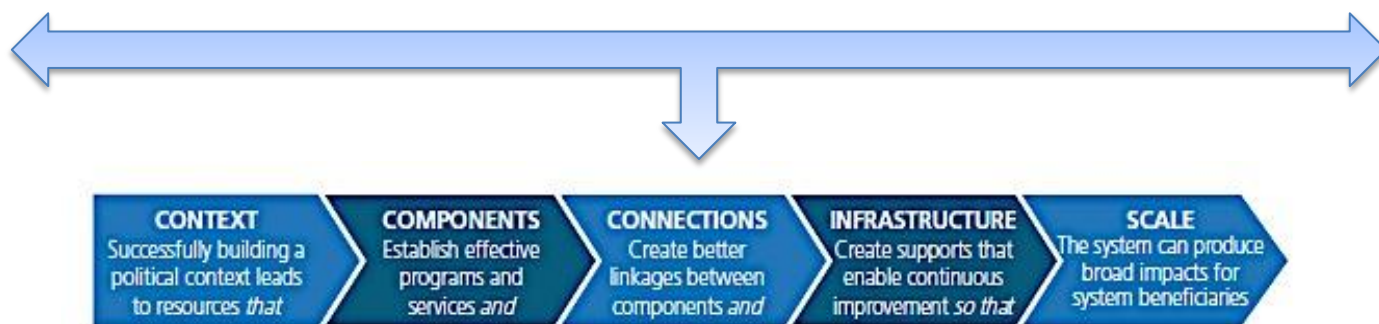 CONTEXT
Successfully building a
political context leads
to resources that
COMPONENTS
Establish effective
programs and
services and
CONNECTIONS
Create better
linkages between
components and
INFRASTRUCTURE
Create supports that
enable continuous
improvement so that
SCALE
The system can produce
broad impacts for
system beneficiaries